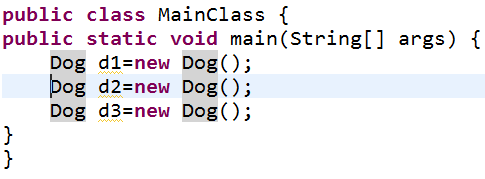 public class MainClass {
public static void main(String[] args) {
    Dog d1=new Dog();
    Dog d2=new Dog();
    Dog d3=new Dog();
}
}